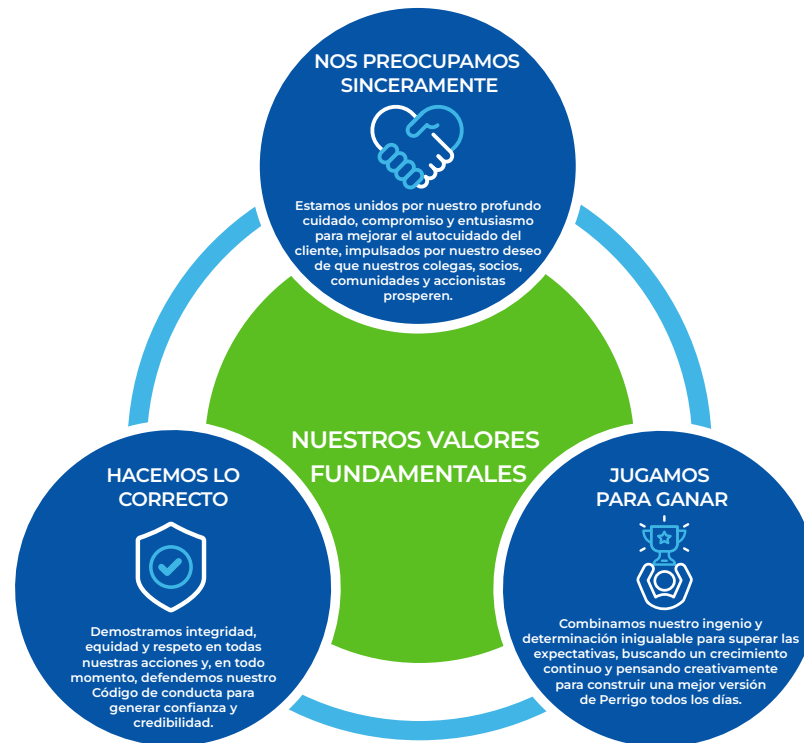 NOS PREOCUPAMOS
SINCERAMENTE
Estamos unidos por nuestro profundo
cuidado, compromiso y entusiasmo
para mejorar el autocuidado del
cliente, impulsados por nuestro deseo
de que nuestros colegas, socios,
comunidades y accionistas
prosperen.
NUESTROS VALORES
FUNDAMENTALES
HACEMOS LO
CORRECTO
Demostramos integridad,
equidad y respeto en todas
nuestras acciones y, en todo
momento, defendemos nuestro
Código de conducta para
generar confianza y
credibilidad.
JUGAMOS
PARA GANAR
Combinamos nuestro ingenio y
determinación inigualable para superar las
expectativas, buscando un crecimiento
continuo y pensando creativamente
para construir una mejor versión
de Perrigo todos los días.